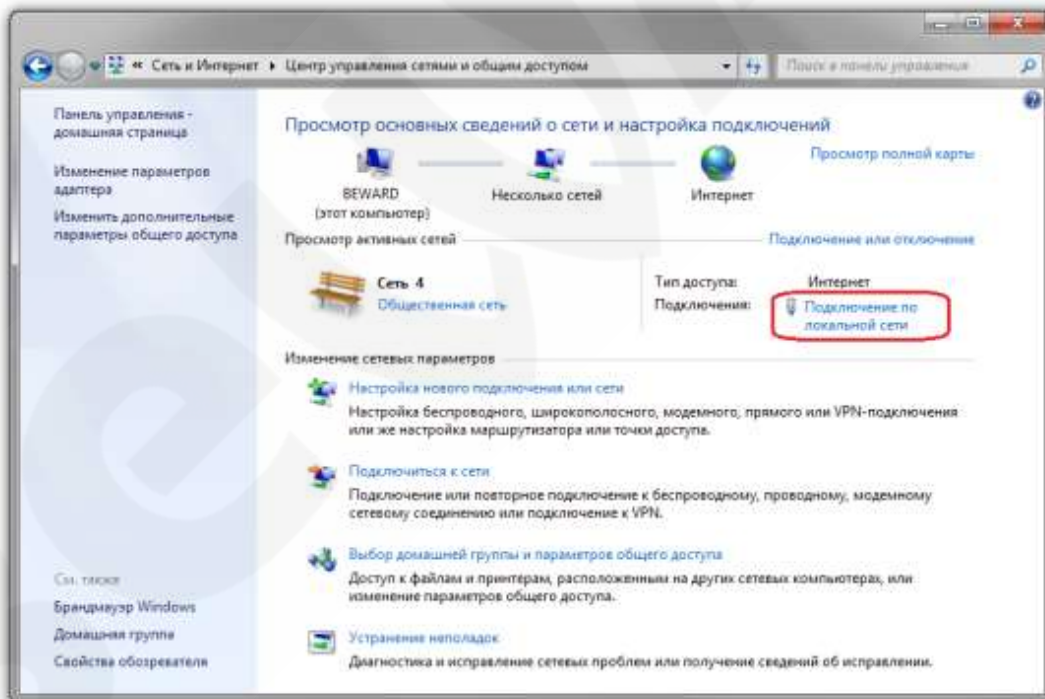 « Сеть и Интернет ▸ Центр управления сетями и общим доступом
Поиск в панели управления
Панель управления -
домашняя страница
Изменение параметров
адаптера
Изменить дополнительные
параметры общего доступа
Просмотр основных сведений о сети и настройка подключений
Просмотр полной карты
BEWARD
(этот компьютер)
Несколько сетей
Интернет
Просмотр активных сетей
Подключение или отключение
Сеть 4
Общественная сеть
Тип доступа: Интернет
Подключения: Подключение по
локальной сети
Изменение сетевых параметров
Настройка нового подключения или сети
Настройка беспроводного, широкополосного, модемного, прямого или VPN-подключения
или же настройка маршрутизатора или точки доступа.
Подключиться к сети
Подключение или повторное подключение к беспроводному, проводному, модемному
сетевому соединению или подключение к VPN.
Выбор домашней группы и параметров общего доступа
Доступ к файлам и принтерам, расположенным на других сетевых компьютерах, или
изменение параметров общего доступа.
Устранение неполадок
Диагностика и исправление сетевых проблем или получение сведений об исправлении.
См. также
Брандмауэр Windows
Домашняя группа
Свойства обозревателя